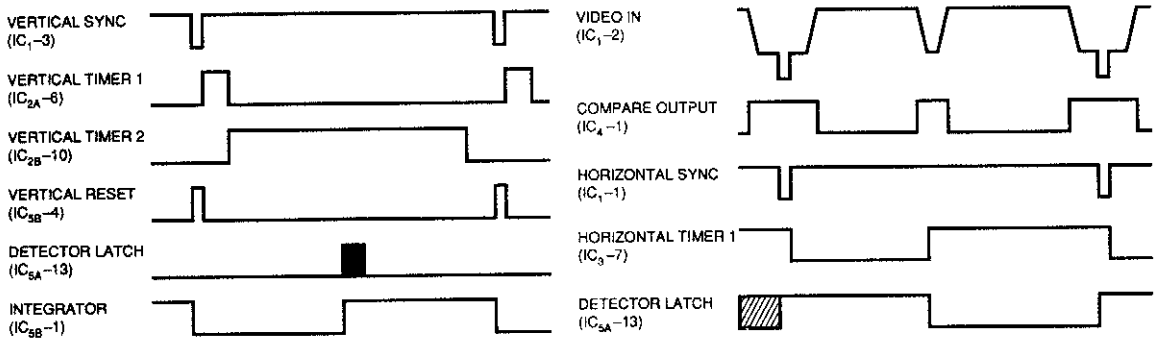 VERTICAL SYNC
(IC1–3)
VERTICAL TIMER 1
(IC2A–6)
VERTICAL TIMER 2
(IC2B–10)
VERTICAL RESET
(IC5B–4)
DETECTOR LATCH
(IC5A–13)
INTEGRATOR
(IC5B–1)
VIDEO IN
(IC1–2)
COMPARE OUTPUT
(IC4–1)
HORIZONTAL SYNC
(IC1–1)
HORIZONTAL TIMER 1
(IC3–7)
DETECTOR LATCH
(IC5A–13)